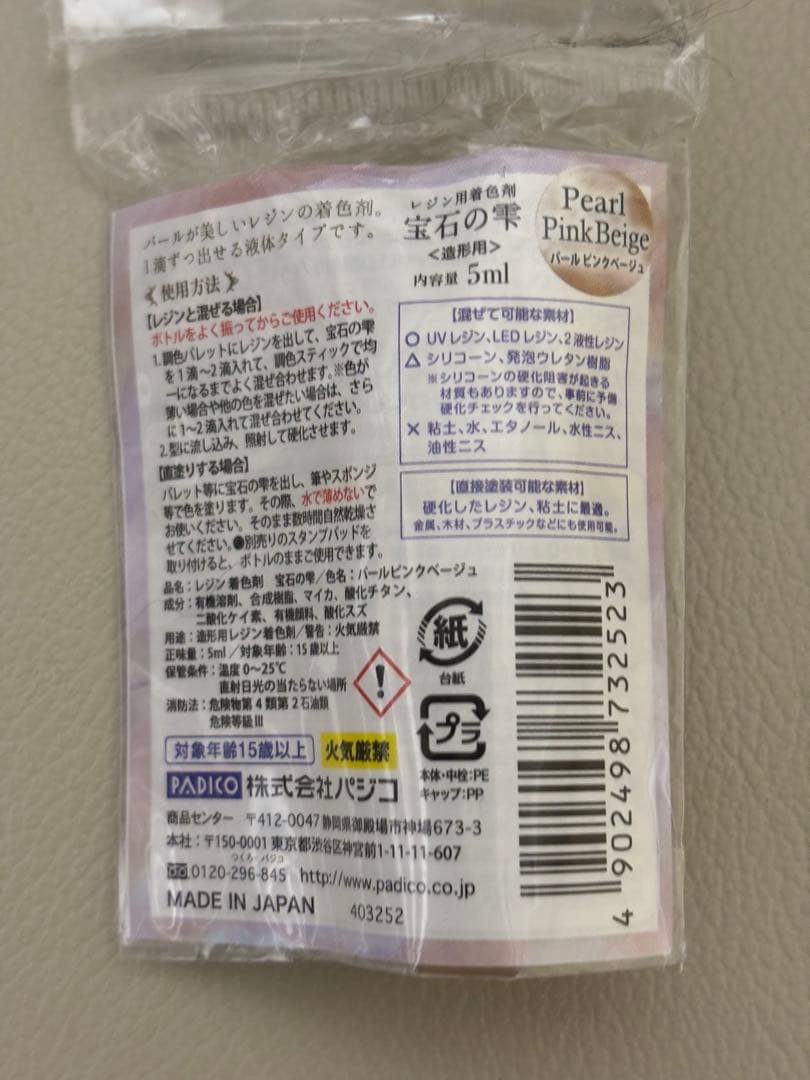 パールが美しいレジンの着色剤。
1滴ずつ出せる液体タイプです。
使用方法
【レジンと混ぜる場合】
ボトルをよく振ってからご使用ください。
1.調色パレットにレジンを出して、宝石の雫
を1滴〜2滴入れて、調色スティックで均
一になるまでよく混ぜ合わせます。※色が
薄い場合や他の色を混ぜたい場合は、さら
に1〜2滴入れて混ぜ合わせてください。
2.型に流し込み、照射して硬化させます。
【直塗りする場合】
パレット等に宝石の雫を出し、筆やスポンジ
等で色を塗ります。その際、水で薄めないで
お使いください。そのまま数時間自然乾燥さ
せてください。●別売りのスタンプパッドを
取り付けると、ボトルのままご使用できます。
レジン用着色剤
宝石の雫
<造形用>
内容量 5ml
Pearl
PinkBeige
パールピンクベージュ
【混ぜて可能な素材】
○ UVレジン、LEDレジン、2液性レジン
△ シリコーン、発泡ウレタン樹脂
※シリコーンの硬化阻害が起きる
材質もありますので、事前に予備
硬化チェックを行ってください。
× 粘土、水、エタノール、水性ニス、
油性ニス
【直接塗装可能な素材】
硬化したレジン、粘土に最適。
金属、木材、プラスチックなどにも使用可能。
品名：レジン 着色剤　宝石の雫／色名：パールピンクベージュ
成分：有機溶剤、合成樹脂、マイカ、酸化チタン、
二酸化ケイ素、有機顔料、酸化スズ
用途：造形用レジン着色剤／警告：火気厳禁
正味量：5ml／対象年齢：15歳以上
保管条件：温度 0〜25℃
直射日光の当たらない場所
消防法：危険物第4類第2石油類
危険等級Ⅲ
対象年齢15歳以上
火気厳禁
紙
台紙
プラ
本体・中栓：PE
キャップ：PP
PADICO 株式会社パジコ
商品センター　〒412-0047 静岡県御殿場市神場673-3
本社：〒150-0001 東京都渋谷区神宮前1-11-11-607
つくろーパジコ
0120-296-845 http://www.padico.co.jp
MADE IN JAPAN
403252
4 902498 732523